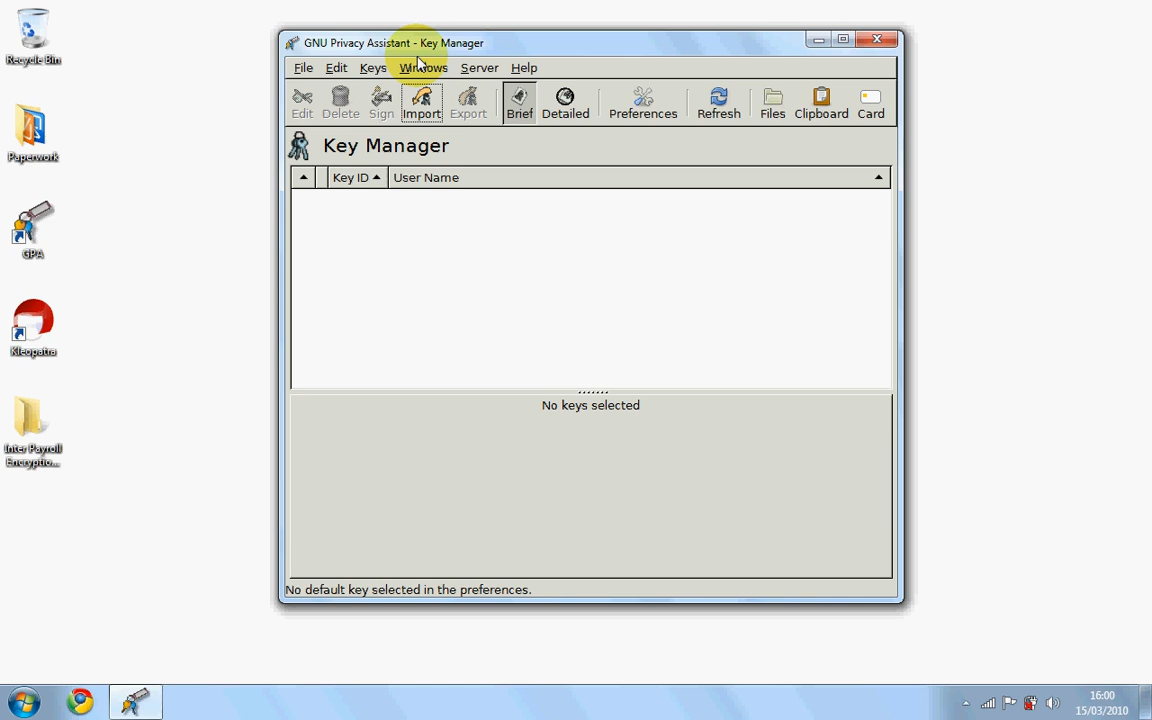 Recycle Bin
Paperwork
GPA
Kleopatra
Inter Payroll
Encryptio...
GNU Privacy Assistant - Key Manager
File Edit Keys Windows Server Help
Edit Delete Sign Import Export Brief Detailed Preferences Refresh Files Clipboard Card
Key Manager
Key ID User Name
No keys selected
No default key selected in the preferences.
16:00
15/03/2010